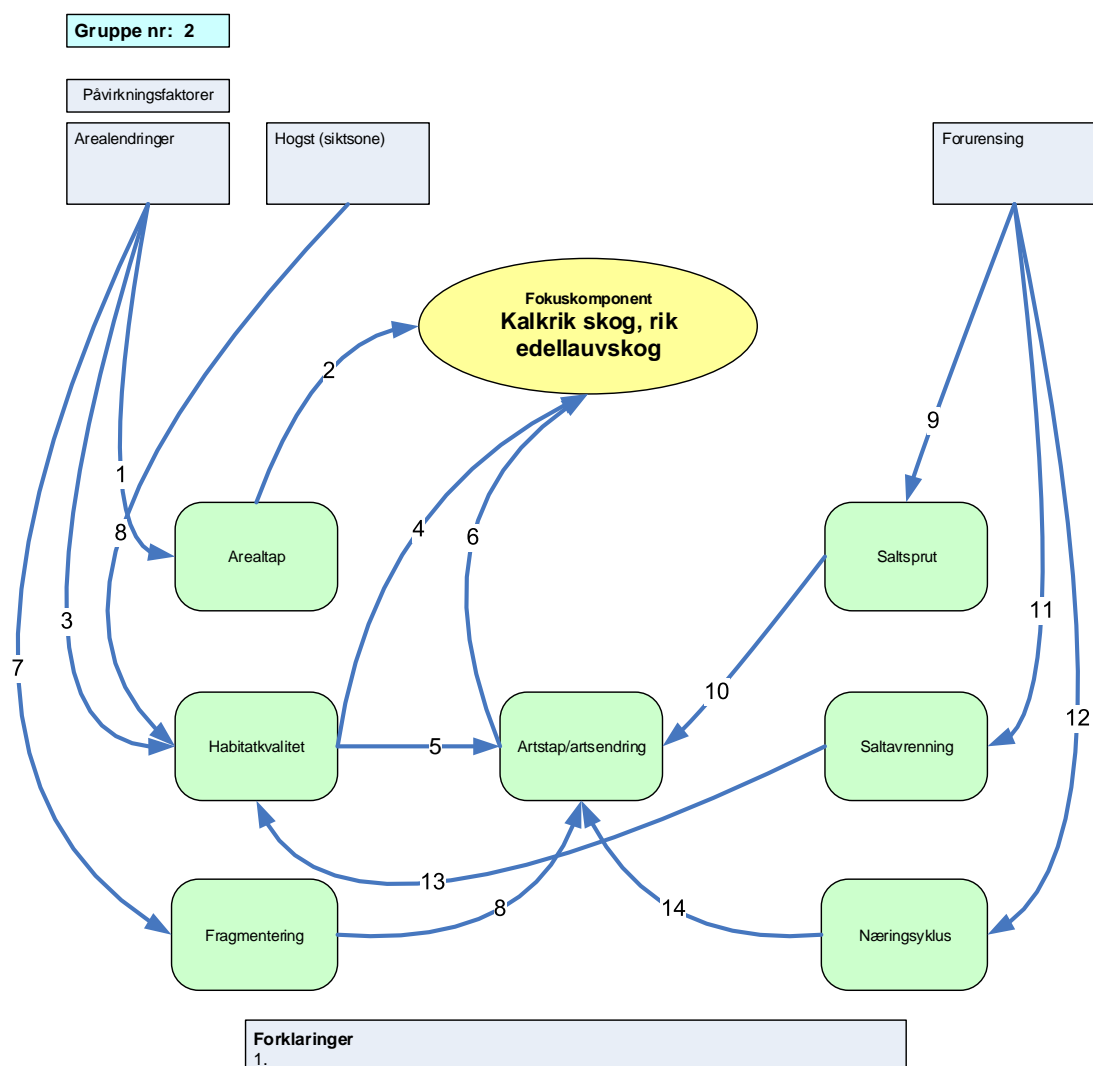 Gruppe nr: 2
Påvirkningsfaktorer
Arealendringer
Hogst (siktsone)
Forurensing
Fokuskomponent
Kalkrik skog, rik
edellauvskog
2
9
1
8
4
6
Arealtap
Saltsprut
3
11
7
10
12
Habitatkvalitet
5
Artstap/artsendring
Saltavrenning
13
8
14
Fragmentering
Næringsyklus
Forklaringer
1.